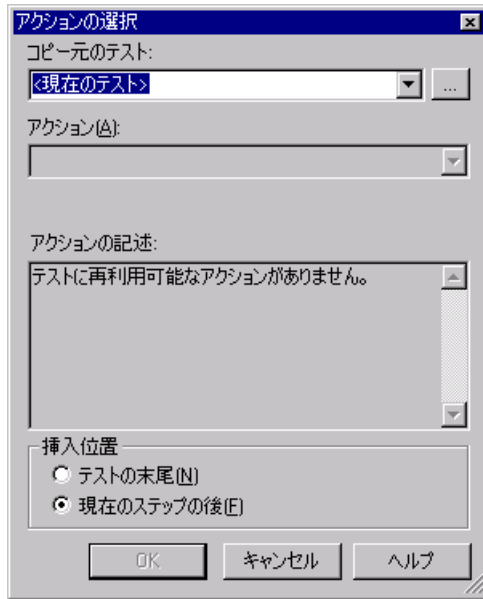 アクションの選択
コピー元のテスト:
<現在のテスト>
...
アクション(A):
アクションの記述:
テストに再利用可能なアクションがありません。
挿入位置
テストの末尾(N)
現在のステップの後(F)
OK
キャンセル
ヘルプ